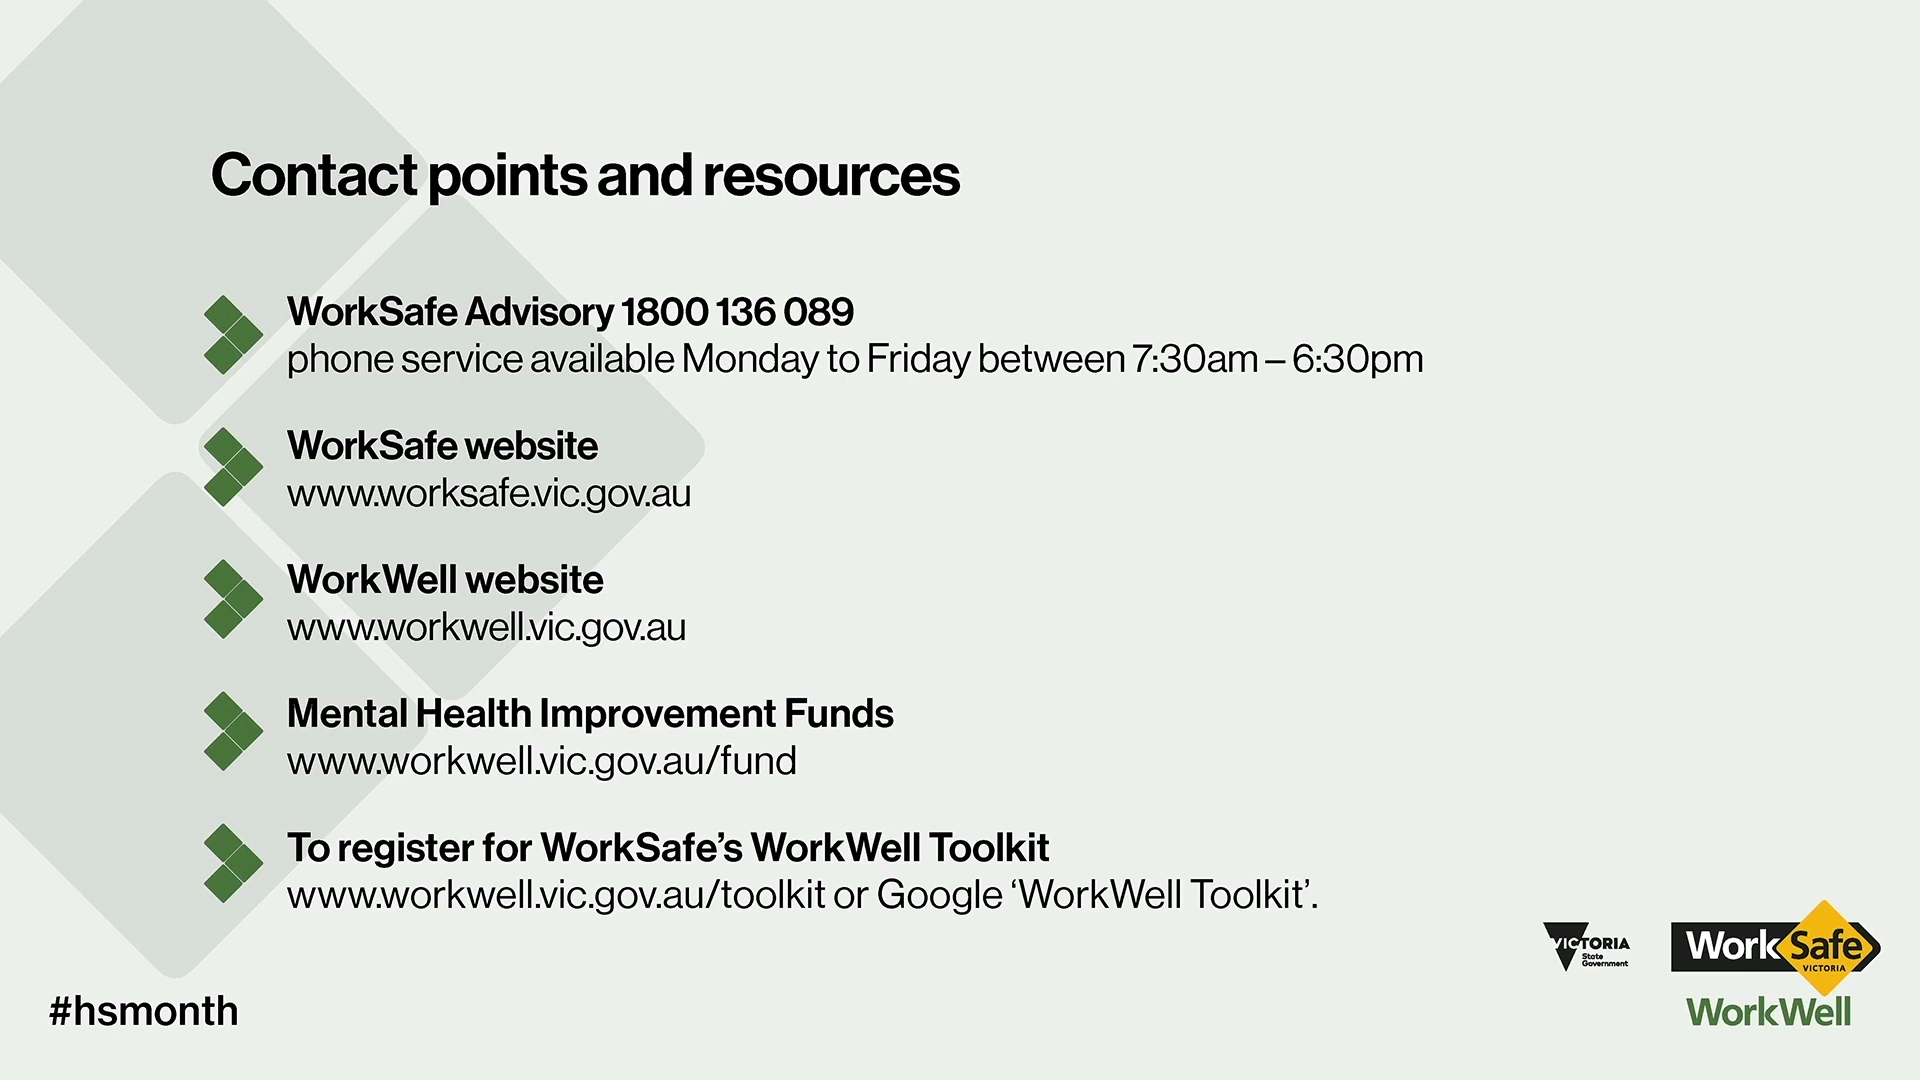 Contact points and resources
WorkSafe Advisory 1800 136 089
phone service available Monday to Friday between 7:30am – 6:30pm
WorkSafe website
www.worksafe.vic.gov.au
WorkWell website
www.workwell.vic.gov.au
Mental Health Improvement Funds
www.workwell.vic.gov.au/fund
To register for WorkSafe’s WorkWell Toolkit
www.workwell.vic.gov.au/toolkit or Google ‘WorkWell Toolkit’.
#hsmonth
VICTORIA
State
Government
WorkSafe
VICTORIA
WorkWell